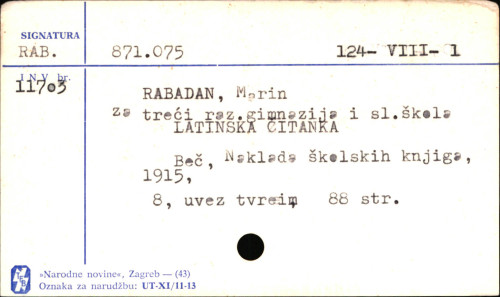 SIGNATURA
RAB. 871.075 124- VIII- 1
I N V. br.
11703
RABADAN, Marin
za treći raz.gimnazija i sl.škola
LATINSKA ČITANKA
Beč, Naklada školskih knjiga,
1915,
8, uvez tvreim 88 str.
»Narodne novine«, Zagreb — (43)
Oznaka za narudžbu: UT-XI/11-13